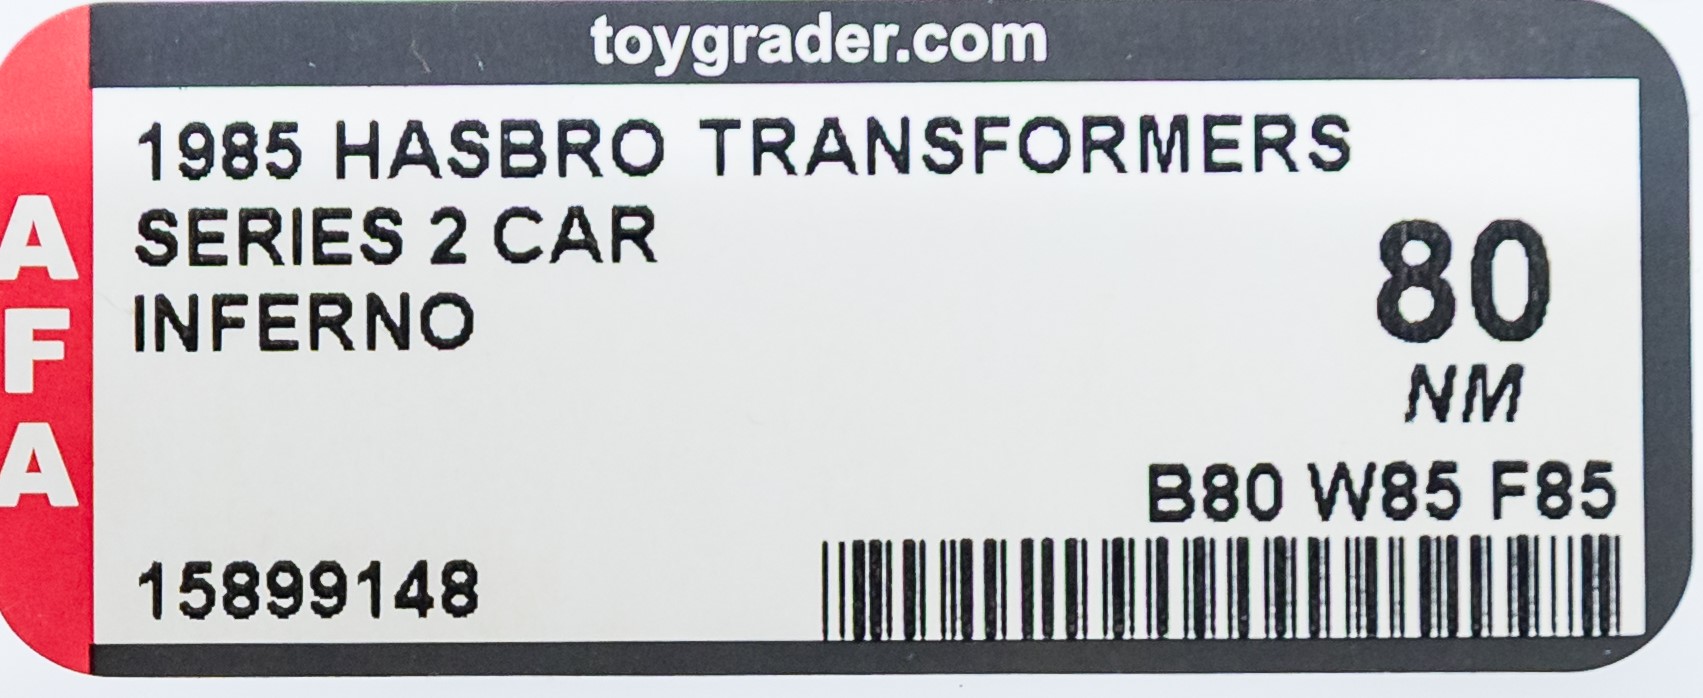 toygrader.com
1985 HASBRO TRANSFORMERS
SERIES 2 CAR
INFERNO
80
NM
B80 W85 F85
15899148
AFA